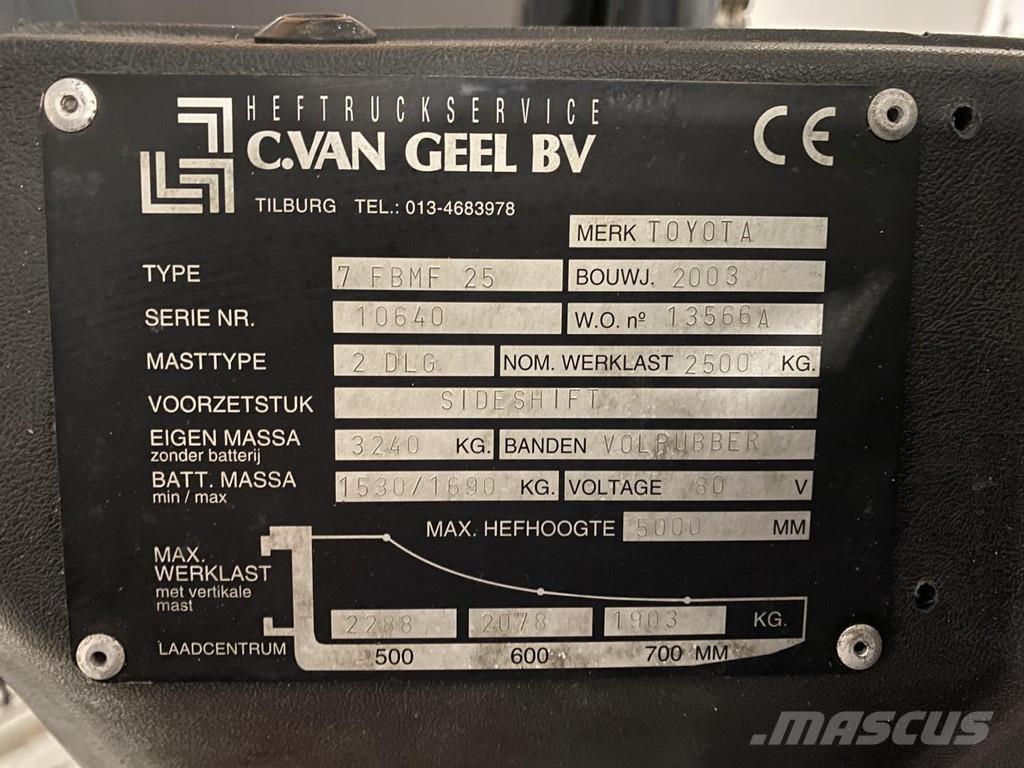 HEFTRUCKSERVICE
C.VAN GEEL BV
CE
TILBURG TEL.: 013-4683978
MERK TOYOTA
TYPE 7 FBMF 25 BOUWJ. 2003
SERIE NR. 10640 W.O. nº 13566A
MASTTYPE 2 DLG NOM. WERKLAST 2500 KG.
VOORZETSTUK SIDESHIFT
EIGEN MASSA 3240 KG. BANDEN VOLRUBBER
zonder batterij
BATT. MASSA 1530/1690 KG. VOLTAGE 80 V
min / max
MAX. HEFHOOGTE 5000 MM
MAX.
WERKLAST
met vertikale
mast
2288 2078 1903 KG.
LAADCENTRUM 500 600 700 MM
MASCUS